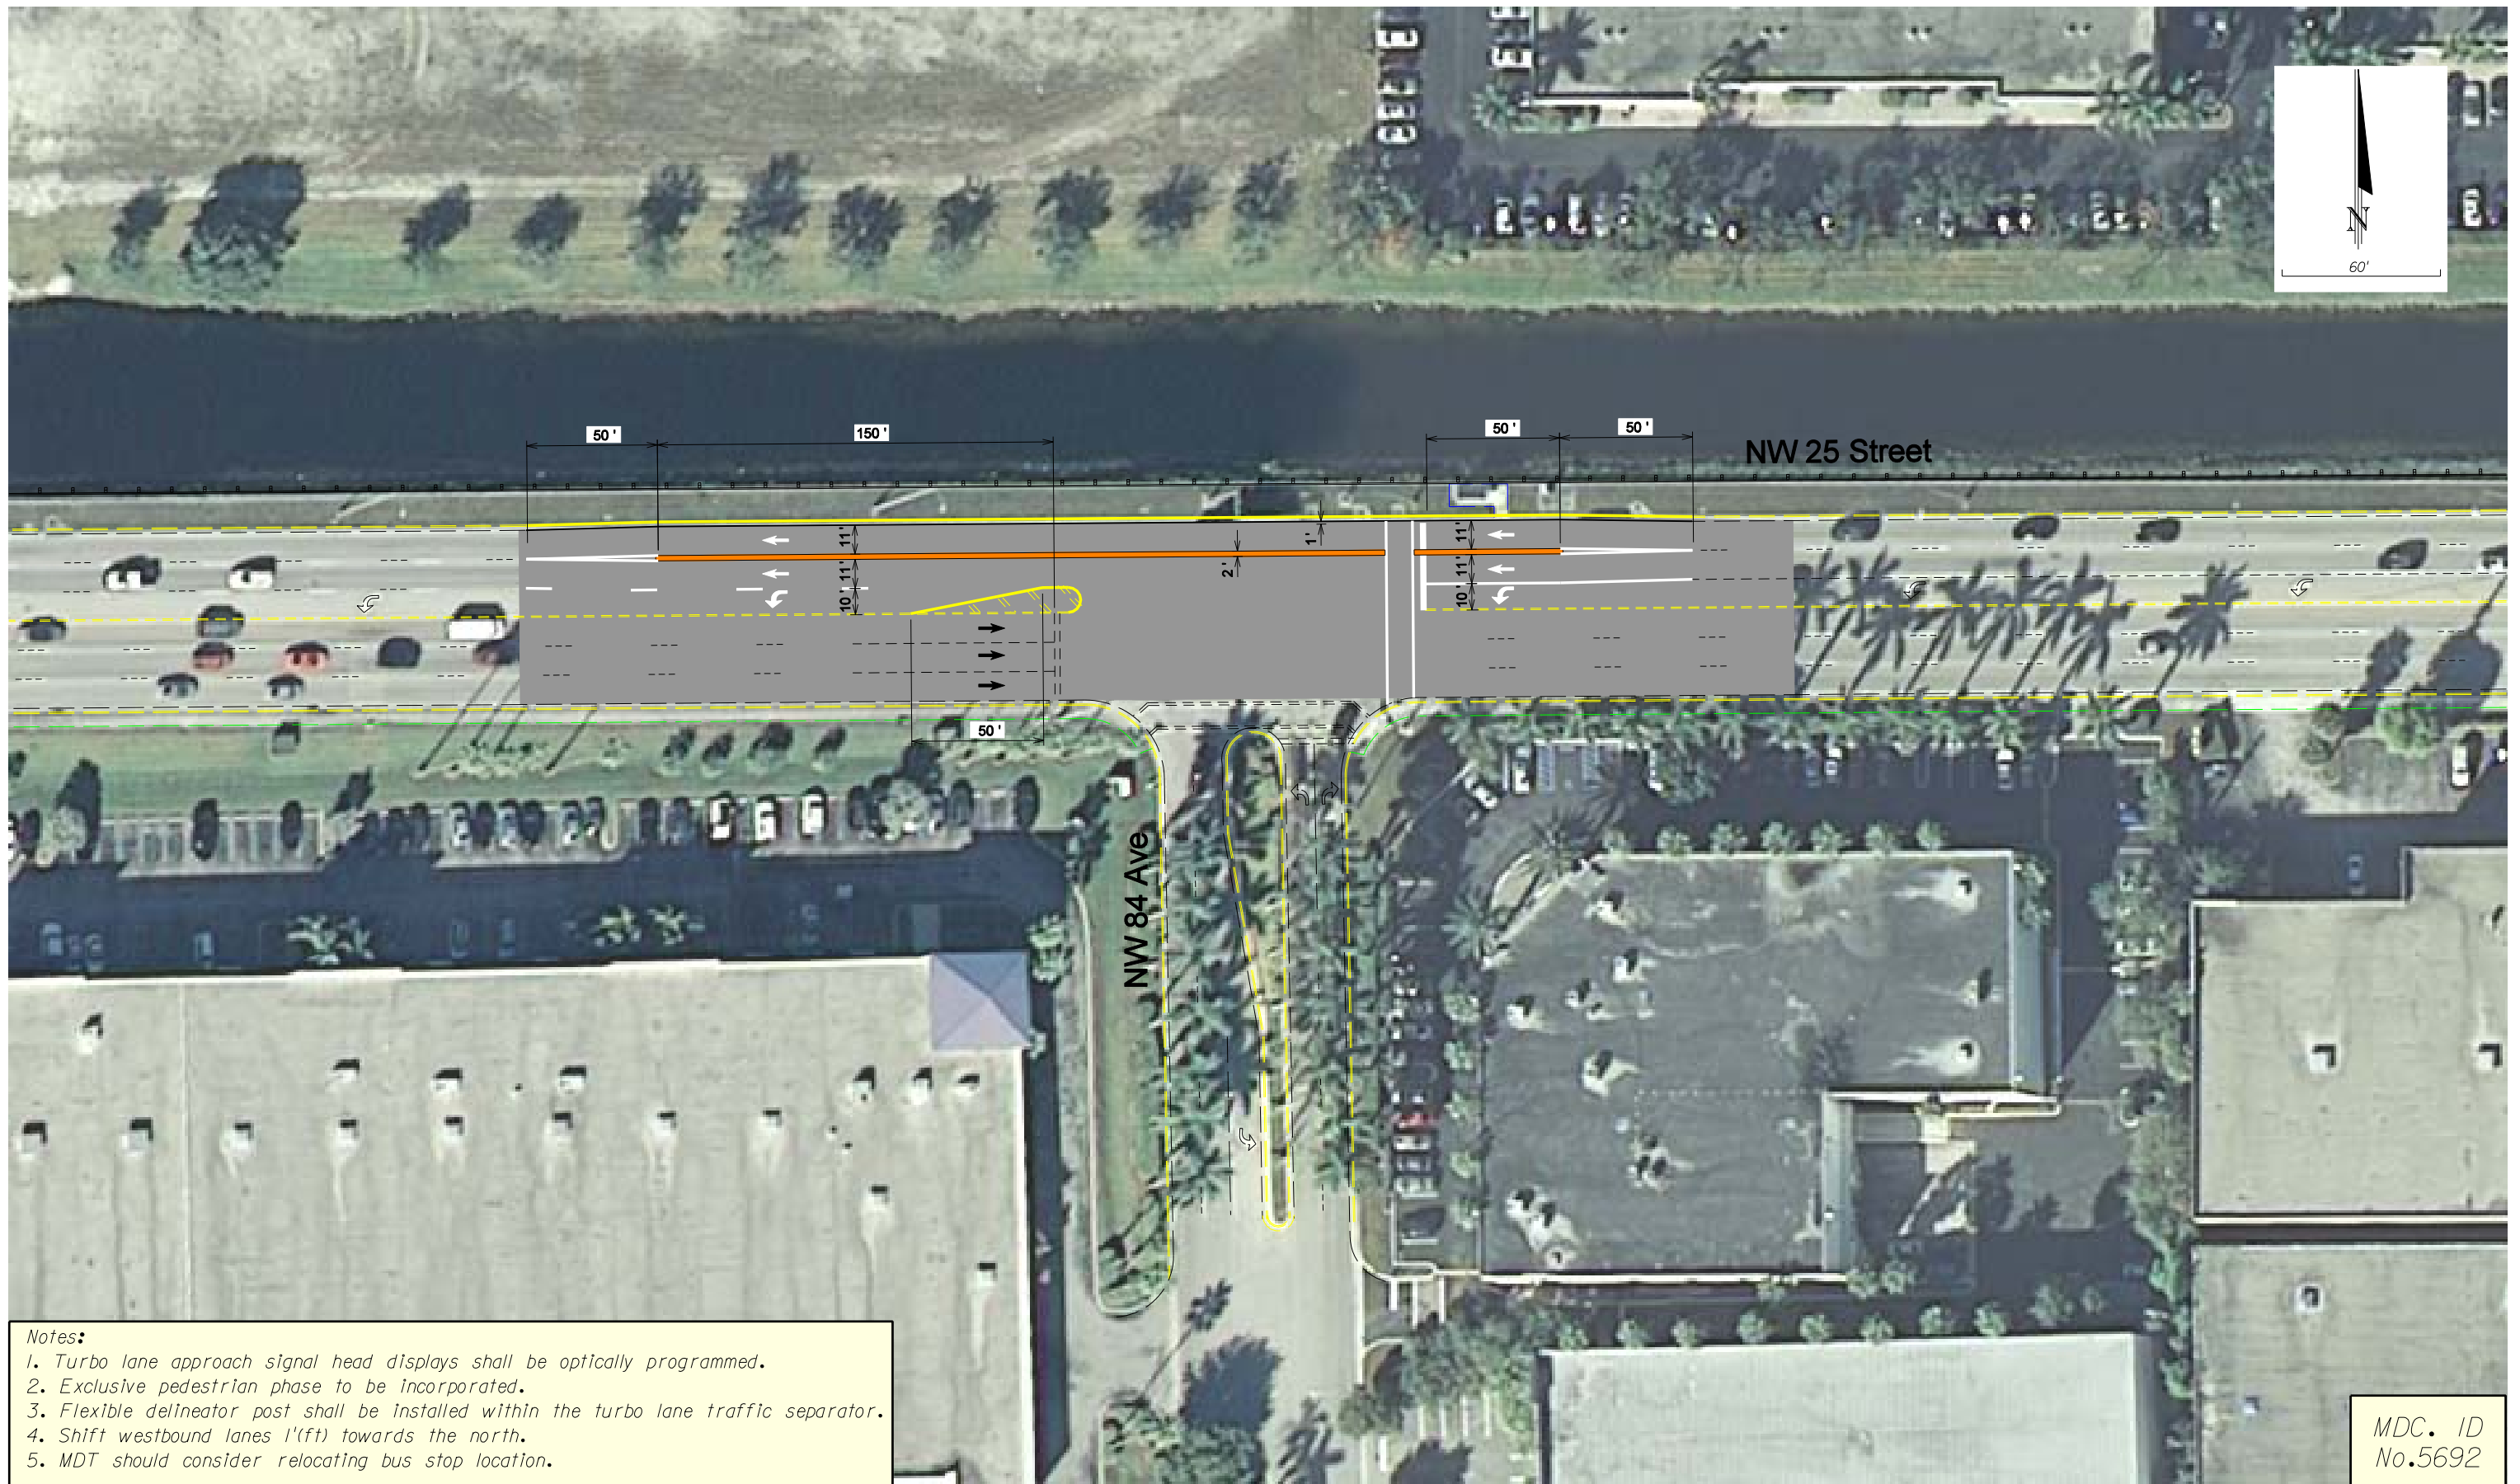 N
60'
50 '
150 '
50 '
50 '
NW 25 Street
11'
11'
10'
1'
2'
11'
11'
10'
50 '
NW 84 Ave
Notes:
1. Turbo lane approach signal head displays shall be optically programmed.
2. Exclusive pedestrian phase to be incorporated.
3. Flexible delineator post shall be installed within the turbo lane traffic separator.
4. Shift westbound lanes 1'(ft) towards the north.
5. MDT should consider relocating bus stop location.
MDC. ID
No.5692